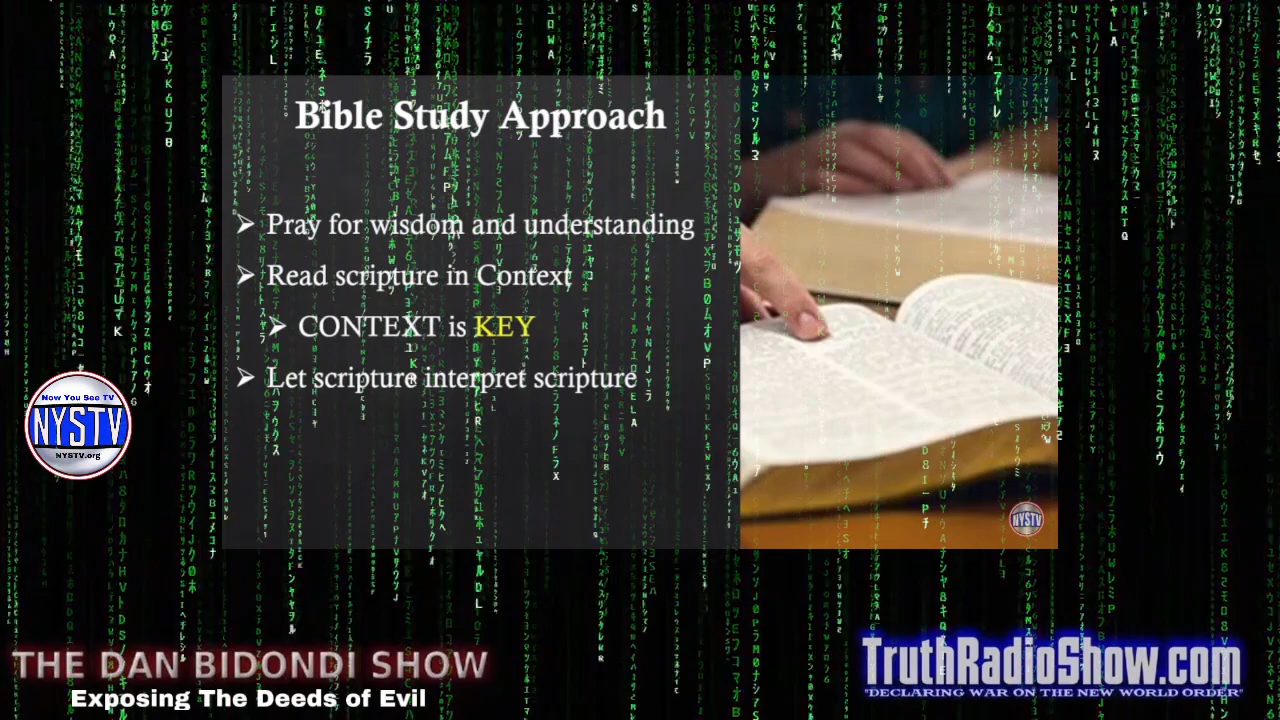 Bible Study Approach
➢ Pray for wisdom and understanding
➢ Read scripture in Context
➢ CONTEXT is KEY
➢ Let scripture interpret scripture
Now You See TV
NYSTV
NYSTV.org
NYSTV
THE DAN BIDONDI SHOW
Exposing The Deeds of Evil
TruthRadioShow.com
"DECLARING WAR ON THE NEW WORLD ORDER"